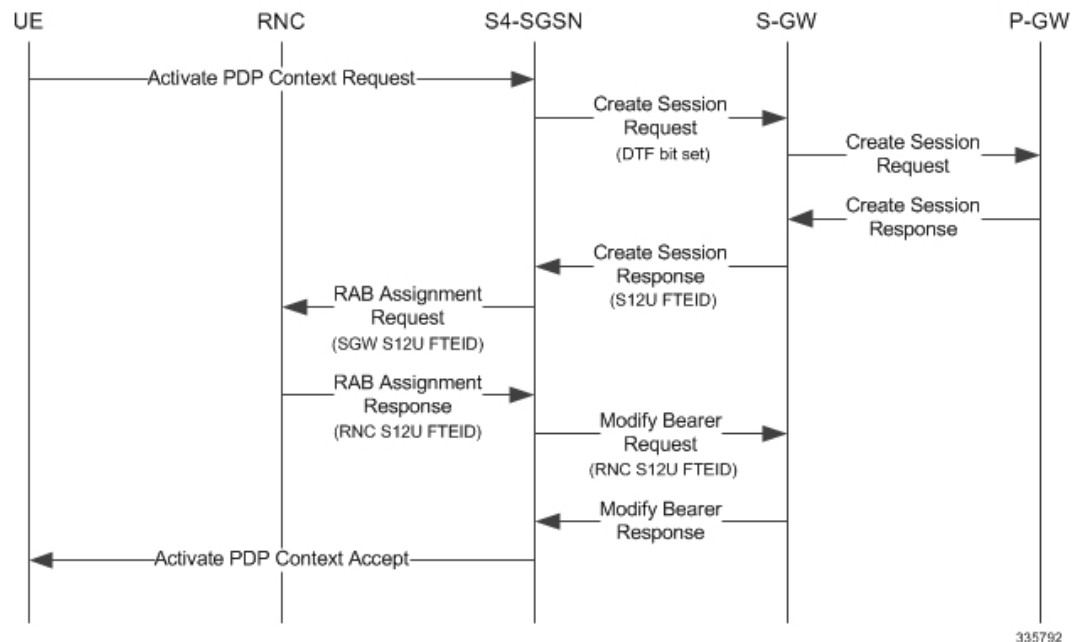 UE
RNC
S4-SGSN
S-GW
P-GW
Activate PDP Context Request
Create Session
Request
(DTF bit set)
Create Session
Request
Create Session
Response
Create Session
Response
(S12U FTEID)
RAB Assignment
Request
(SGW S12U FTEID)
RAB Assignment
Response
(RNC S12U FTEID)
Modify Bearer
Request
(RNC S12U FTEID)
Modify Bearer
Response
Activate PDP Context Accept
335792